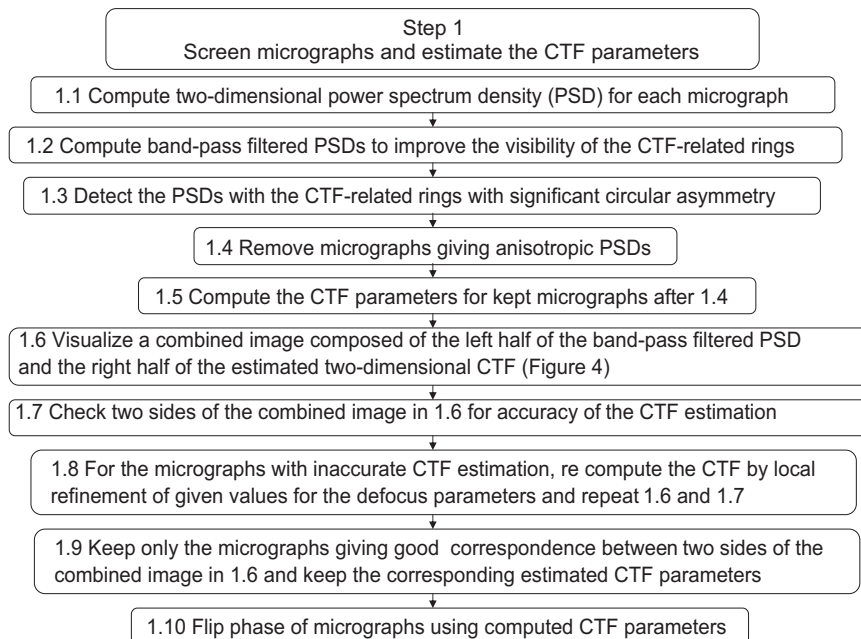 Step 1
Screen micrographs and estimate the CTF parameters
1.1 Compute two-dimensional power spectrum density (PSD) for each micrograph
1.2 Compute band-pass filtered PSDs to improve the visibility of the CTF-related rings
1.3 Detect the PSDs with the CTF-related rings with significant circular asymmetry
1.4 Remove micrographs giving anisotropic PSDs
1.5 Compute the CTF parameters for kept micrographs after 1.4
1.6 Visualize a combined image composed of the left half of the band-pass filtered PSD
and the right half of the estimated two-dimensional CTF (Figure 4)
1.7 Check two sides of the combined image in 1.6 for accuracy of the CTF estimation
1.8 For the micrographs with inaccurate CTF estimation, re compute the CTF by local
refinement of given values for the defocus parameters and repeat 1.6 and 1.7
1.9 Keep only the micrographs giving good correspondence between two sides of the
combined image in 1.6 and keep the corresponding estimated CTF parameters
1.10 Flip phase of micrographs using computed CTF parameters